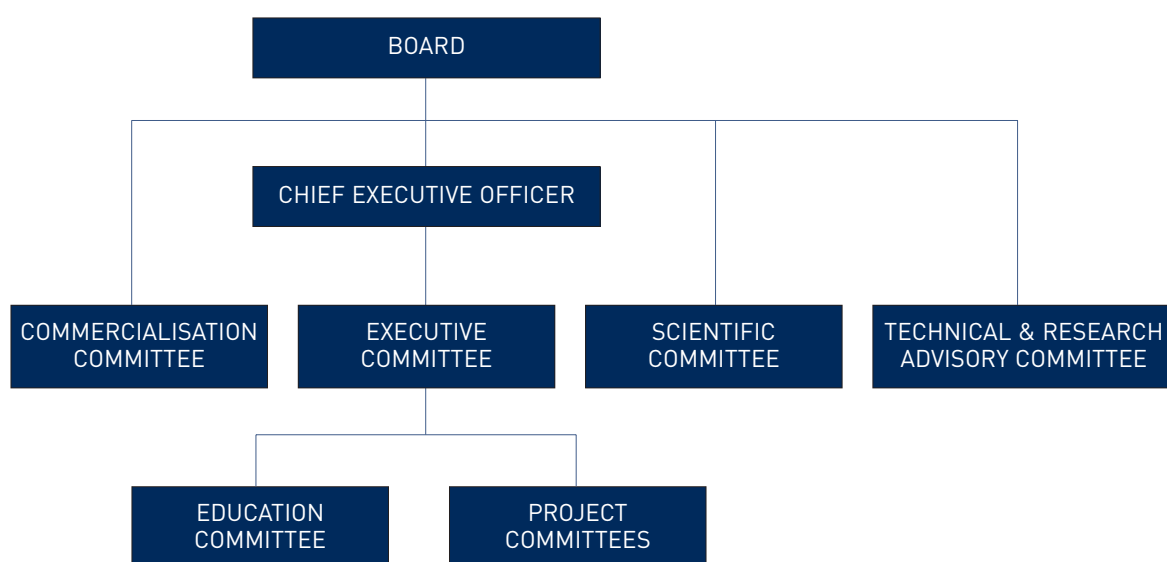 BOARD
CHIEF EXECUTIVE OFFICER
COMMERCIALISATION
COMMITTEE
EXECUTIVE
COMMITTEE
SCIENTIFIC
COMMITTEE
TECHNICAL & RESEARCH
ADVISORY COMMITTEE
EDUCATION
COMMITTEE
PROJECT
COMMITTEES